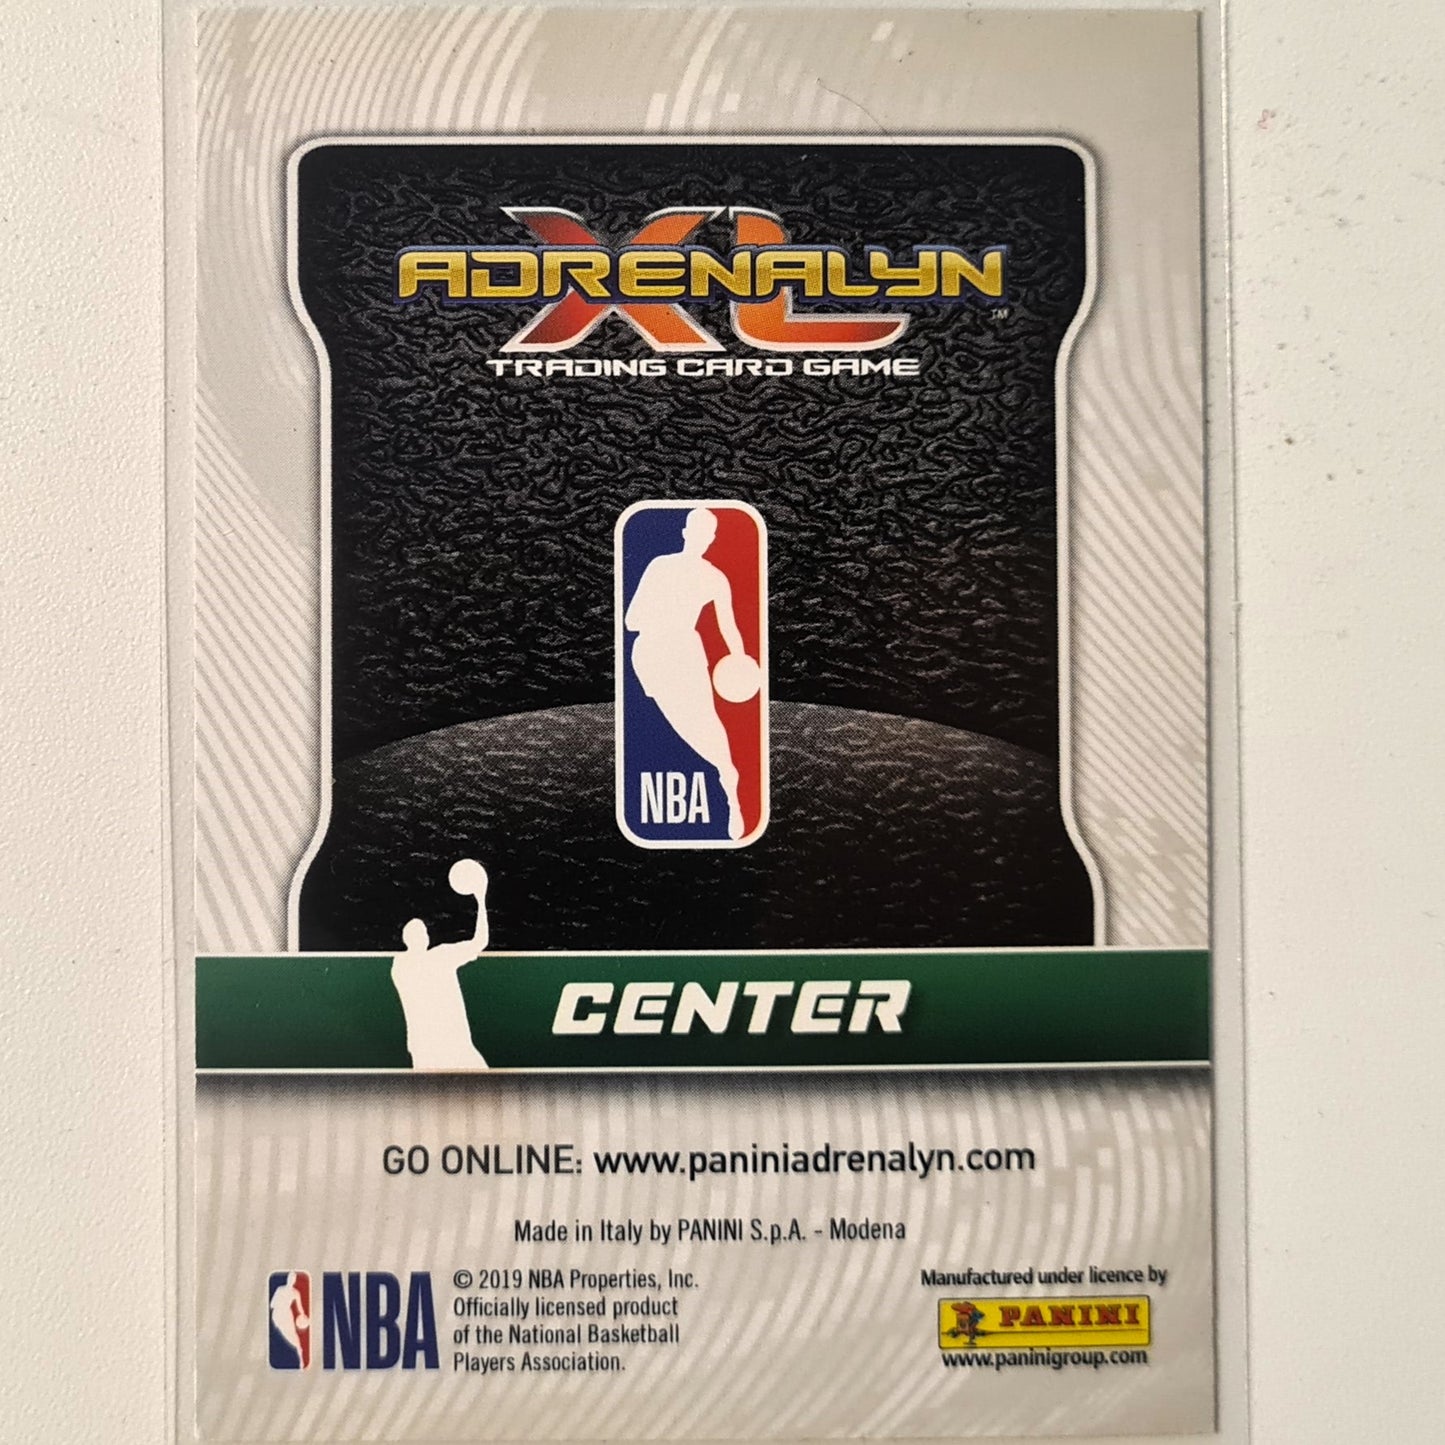 ADRENALYN XL™
TRADING CARD GAME
NBA
CENTER
GO ONLINE: www.paniniadrenalyn.com
Made in Italy by PANINI S.p.A. - Modena
NBA
© 2019 NBA Properties, Inc.
Officially licensed product
of the National Basketball
Players Association.
Manufactured under licence by
PANINI
www.paninigroup.com